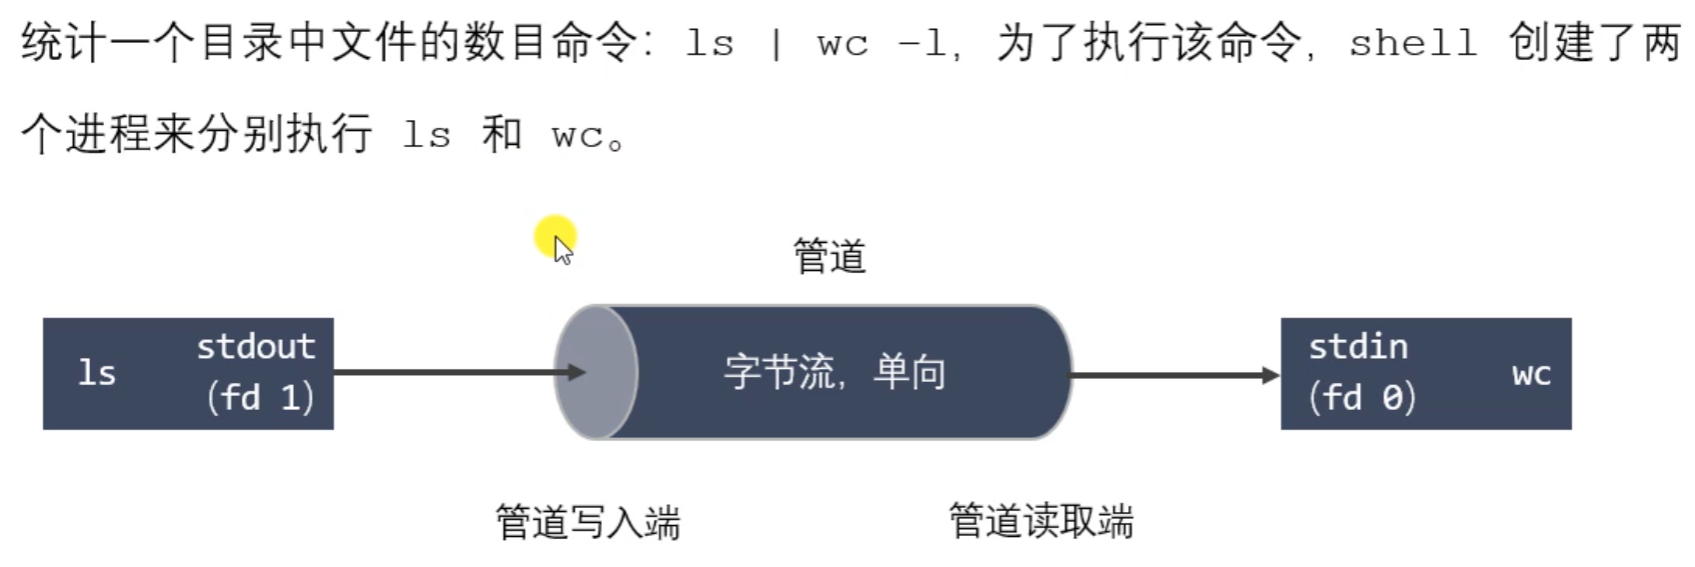 统计一个目录中文件的数目命令：ls | wc –l，为了执行该命令，shell 创建了两
个进程来分别执行 ls 和 wc。
管道
ls
stdout
(fd 1)
字节流，单向
stdin
(fd 0)
wc
管道写入端
管道读取端